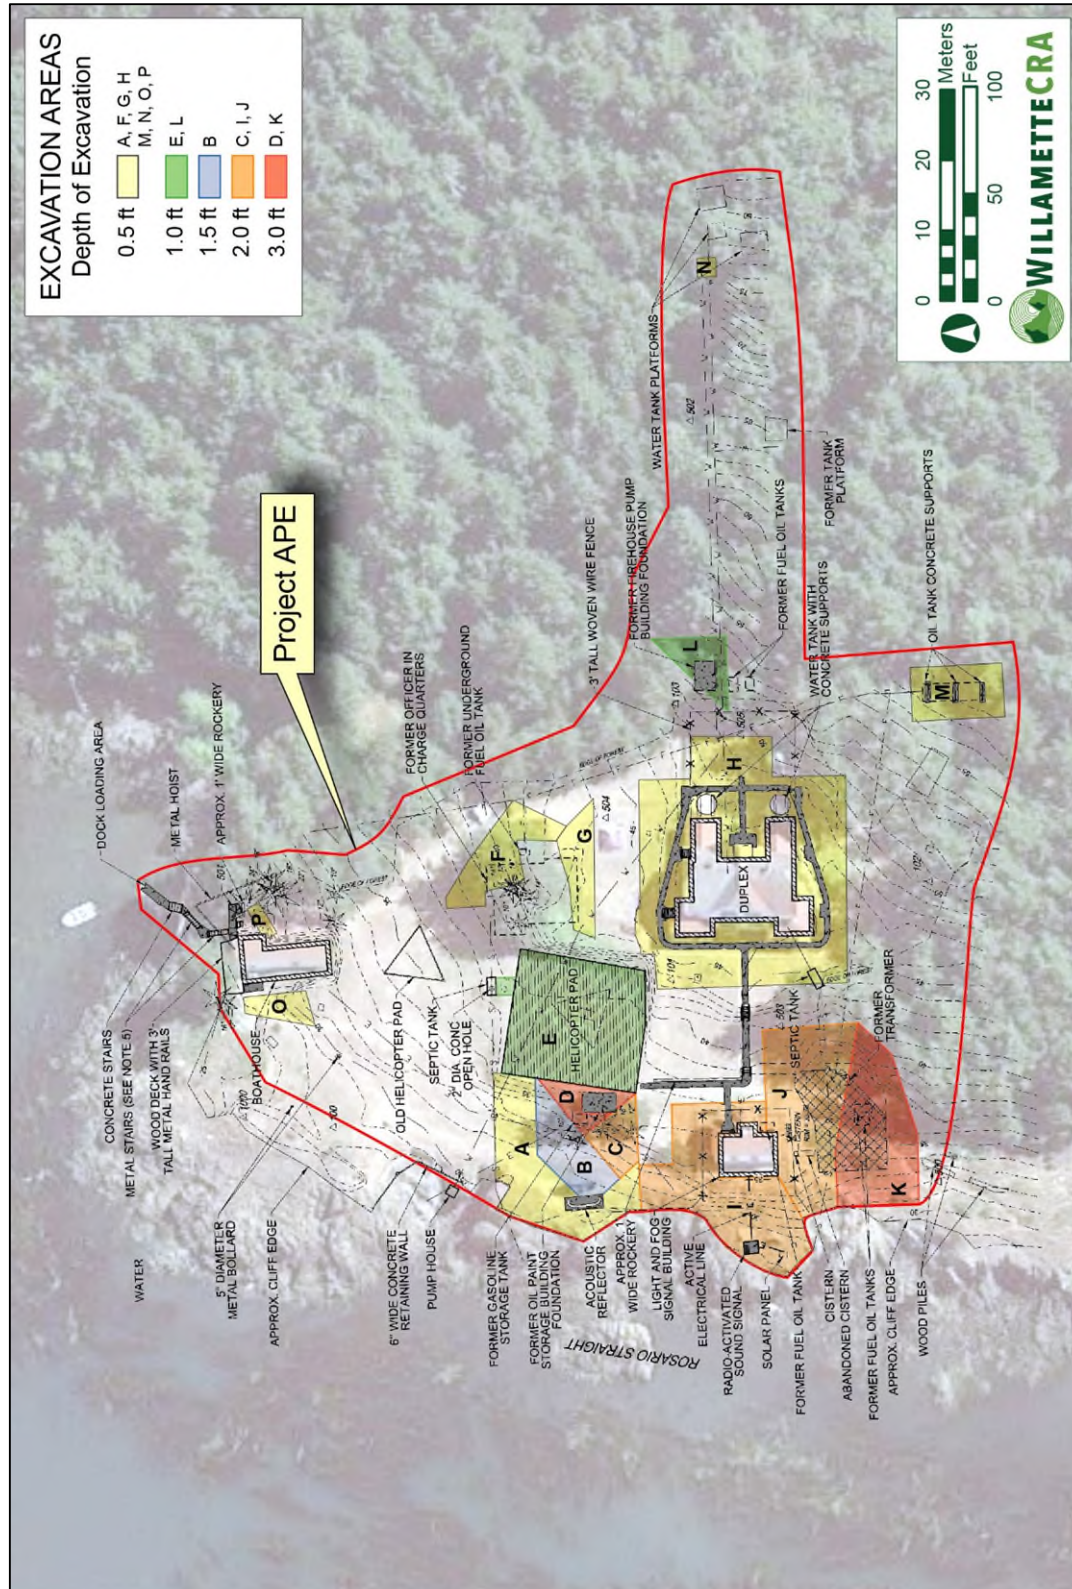 EXCAVATION AREAS
Depth of Excavation
0.5 ft
A, F, G, H
M, N, O, P
1.0 ft
E, L
1.5 ft
B
2.0 ft
C, I, J
3.0 ft
D, K
Project APE
DOCK LOADING AREA
METAL HOIST
APPROX. 1' WIDE ROCKERY
CONCRETE STAIRS
METAL STAIRS (SEE NOTE 5)
WOOD DECK WITH 3'
TALL METAL HAND RAILS
BOATHOUSE
WATER
5" DIAMETER
METAL BOLLARD
APPROX. CLIFF EDGE
6" WIDE CONCRETE
RETAINING WALL
PUMP HOUSE
OLD HELICOPTER PAD
SEPTIC TANK
2' DIA. CONC
OPEN HOLE
FORMER OFFICER IN
CHARGE QUARTERS
FORMER UNDERGROUND
FUEL OIL TANK
FORMER GASOLINE
STORAGE TANK
FORMER OIL PAINT
STORAGE BUILDING
FOUNDATION
ACOUSTIC
REFLECTOR
APPROX. 1'
WIDE ROCKERY
LIGHT AND FOG
SIGNAL BUILDING
ACTIVE
ELECTRICAL LINE
RADIO-ACTIVATED
SOUND SIGNAL
SOLAR PANEL
FORMER FUEL OIL TANK
CISTERN
ABANDONED CISTERN
FORMER FUEL OIL TANKS
APPROX. CLIFF EDGE
WOOD PILES
ROSARIO STRAIGHT
HELICOPTER PAD
DUPLEX
SEPTIC TANK
FORMER
TRANSFORMER
3' TALL WOVEN WIRE FENCE
FORMER FIREHOUSE PUMP
BUILDING FOUNDATION
WATER TANK PLATFORMS
FORMER FUEL OIL TANKS
WATER TANK WITH
CONCRETE SUPPORTS
FORMER TANK
PLATFORM
OIL TANK CONCRETE SUPPORTS
A
B
C
D
E
F
G
H
I
J
K
L
M
N
O
P
501
1000
504
103
502
505
503
102
101
0 10 20 30
Meters
Feet
0 50 100
WILLAMETTECRA